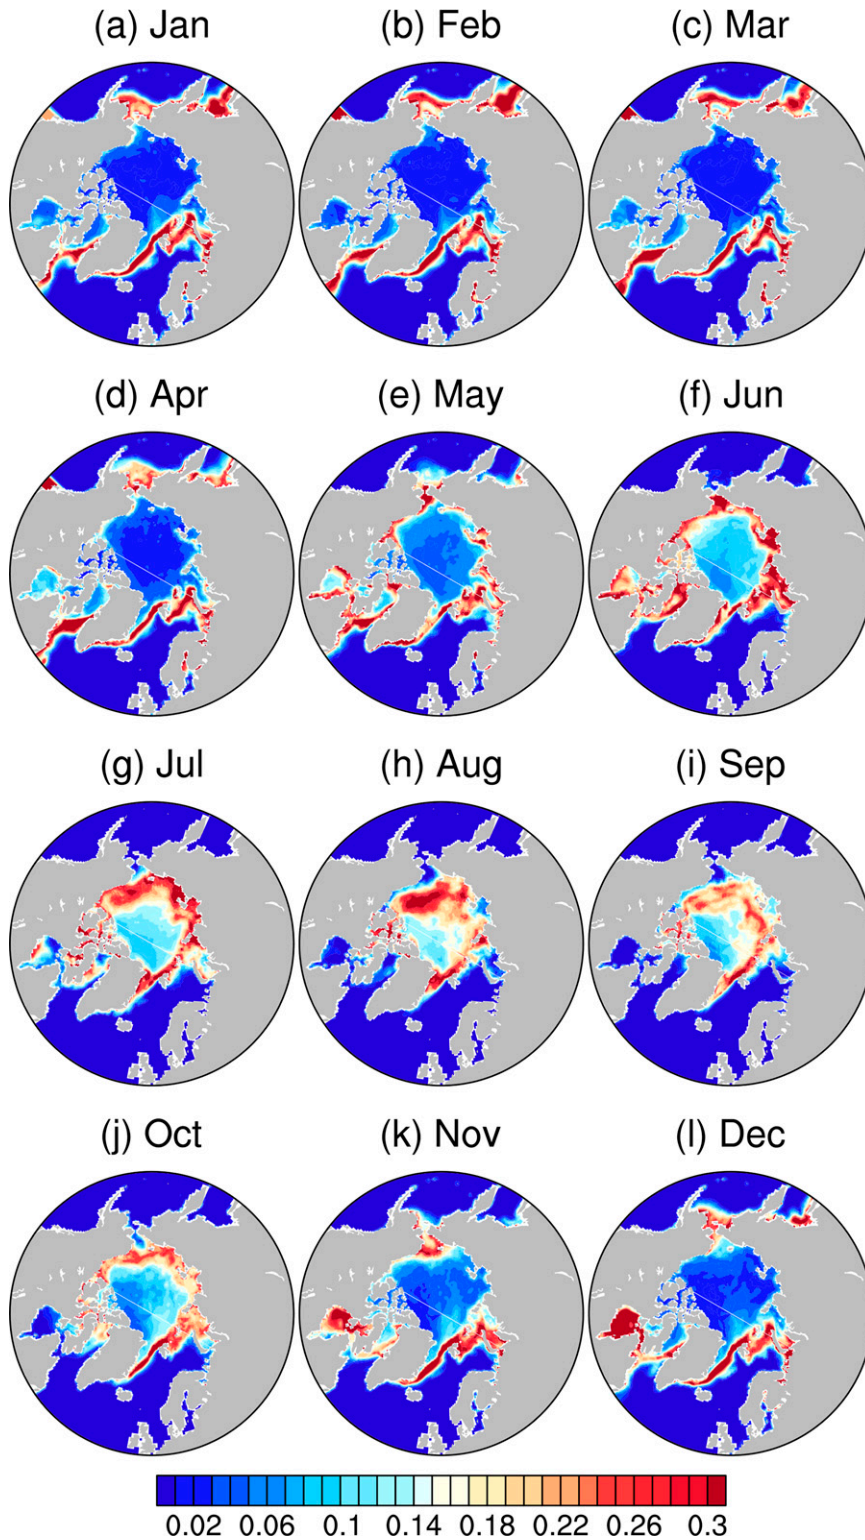 (a) Jan (b) Feb (c) Mar
(d) Apr (e) May (f) Jun
(g) Jul (h) Aug (i) Sep
(j) Oct (k) Nov (l) Dec
0.02 0.06 0.1 0.14 0.18 0.22 0.26 0.3